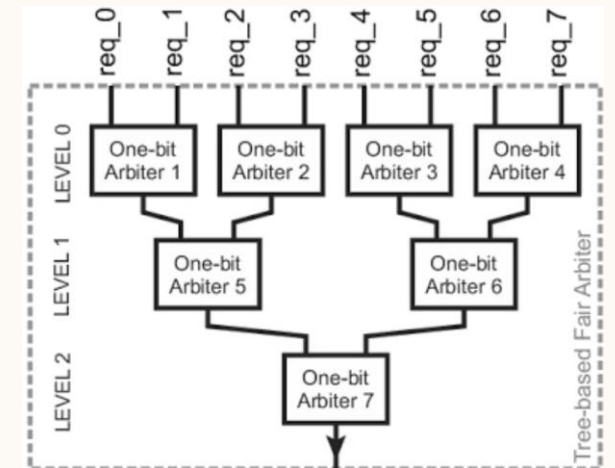 req_0
req_1
req_2
req_3
req_4
req_5
req_6
req_7
LEVEL 0
One-bit
Arbiter 1
One-bit
Arbiter 2
One-bit
Arbiter 3
One-bit
Arbiter 4
LEVEL 1
One-bit
Arbiter 5
One-bit
Arbiter 6
LEVEL 2
One-bit
Arbiter 7
Tree-based Fair Arbiter